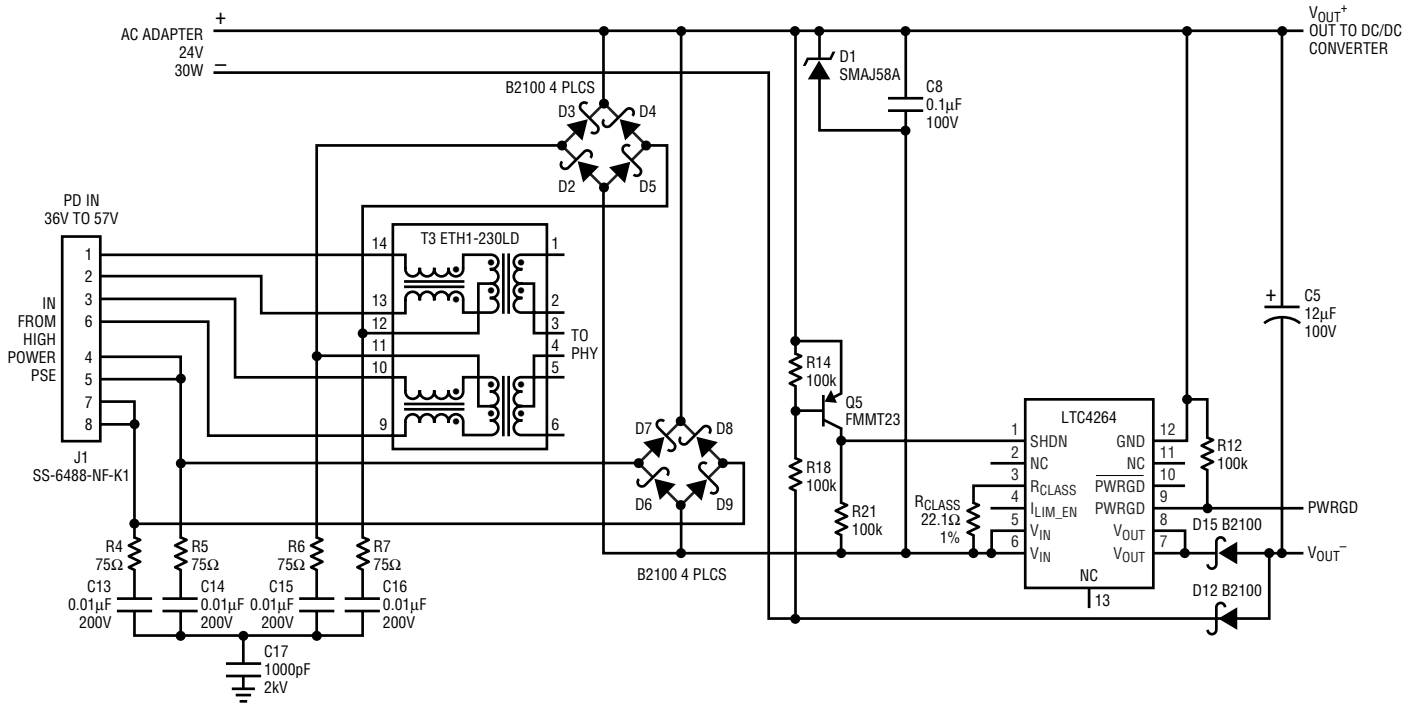 +
AC ADAPTER
24V
30W
–
VOUT+
OUT TO DC/DC
CONVERTER
D1
SMAJ58A
C8
0.1µF
100V
B2100 4 PLCS
D3
D4
D2
D5
PD IN
36V TO 57V
T3 ETH1-230LD
14
1
13
2
12
3
11
4
10
5
9
6
TO
PHY
1
2
3
6
4
5
7
8
IN
FROM
HIGH
POWER
PSE
J1
SS-6488-NF-K1
+
C5
12µF
100V
R14
100k
Q5
FMMT23
R18
100k
R21
100k
D7
D8
D6
D9
B2100 4 PLCS
LTC4264
1
SHDN
GND
12
2
NC
NC
11
3
RCLASS
PWRGD
10
4
ILIM_EN
PWRGD
9
5
VIN
VOUT
8
6
VIN
VOUT
7
NC
13
RCLASS
22.1Ω
1%
R12
100k
PWRGD
D15 B2100
VOUT–
D12 B2100
R4
75Ω
R5
75Ω
R6
75Ω
R7
75Ω
C13
0.01µF
200V
C14
0.01µF
200V
C15
0.01µF
200V
C16
0.01µF
200V
C17
1000pF
2kV